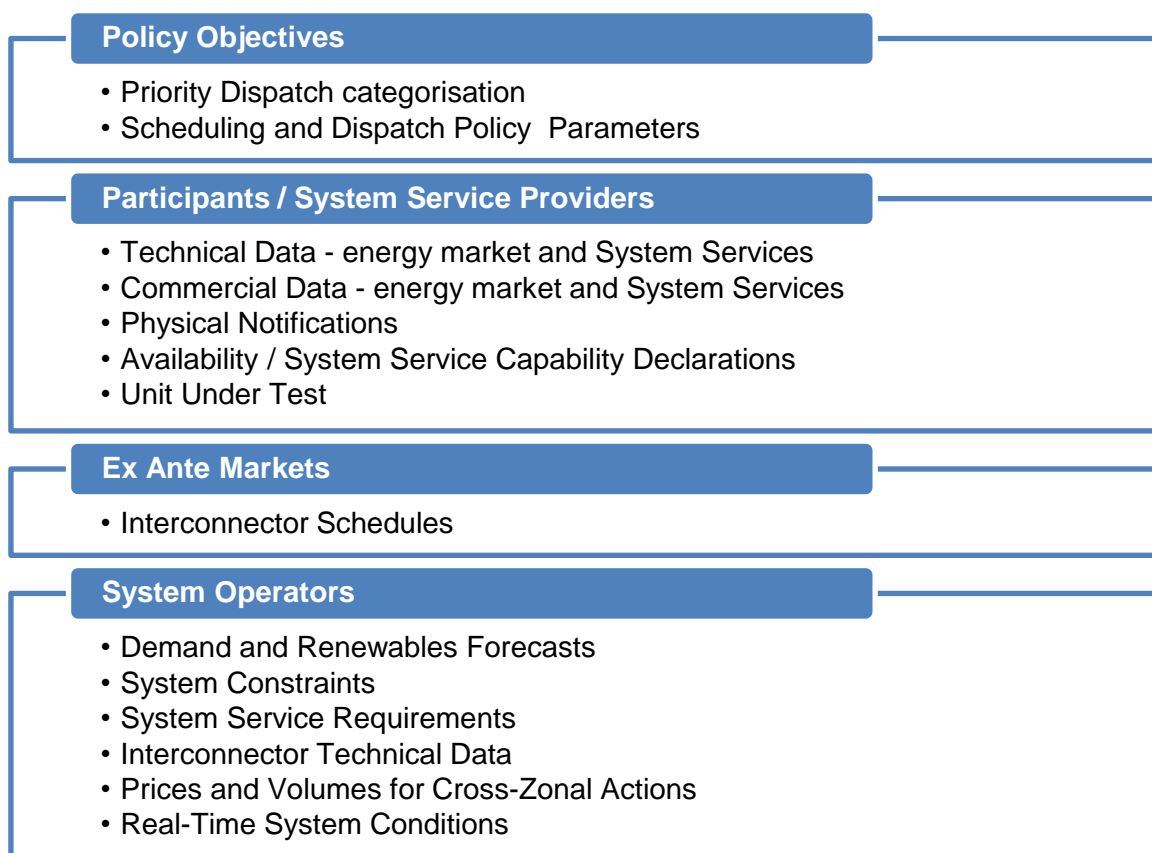 Policy Objectives
• Priority Dispatch categorisation
• Scheduling and Dispatch Policy  Parameters
Participants / System Service Providers
• Technical Data - energy market and System Services
• Commercial Data - energy market and System Services
• Physical Notifications
• Availability / System Service Capability Declarations
• Unit Under Test
Ex Ante Markets
• Interconnector Schedules
System Operators
• Demand and Renewables Forecasts
• System Constraints
• System Service Requirements
• Interconnector Technical Data
• Prices and Volumes for Cross-Zonal Actions
• Real-Time System Conditions